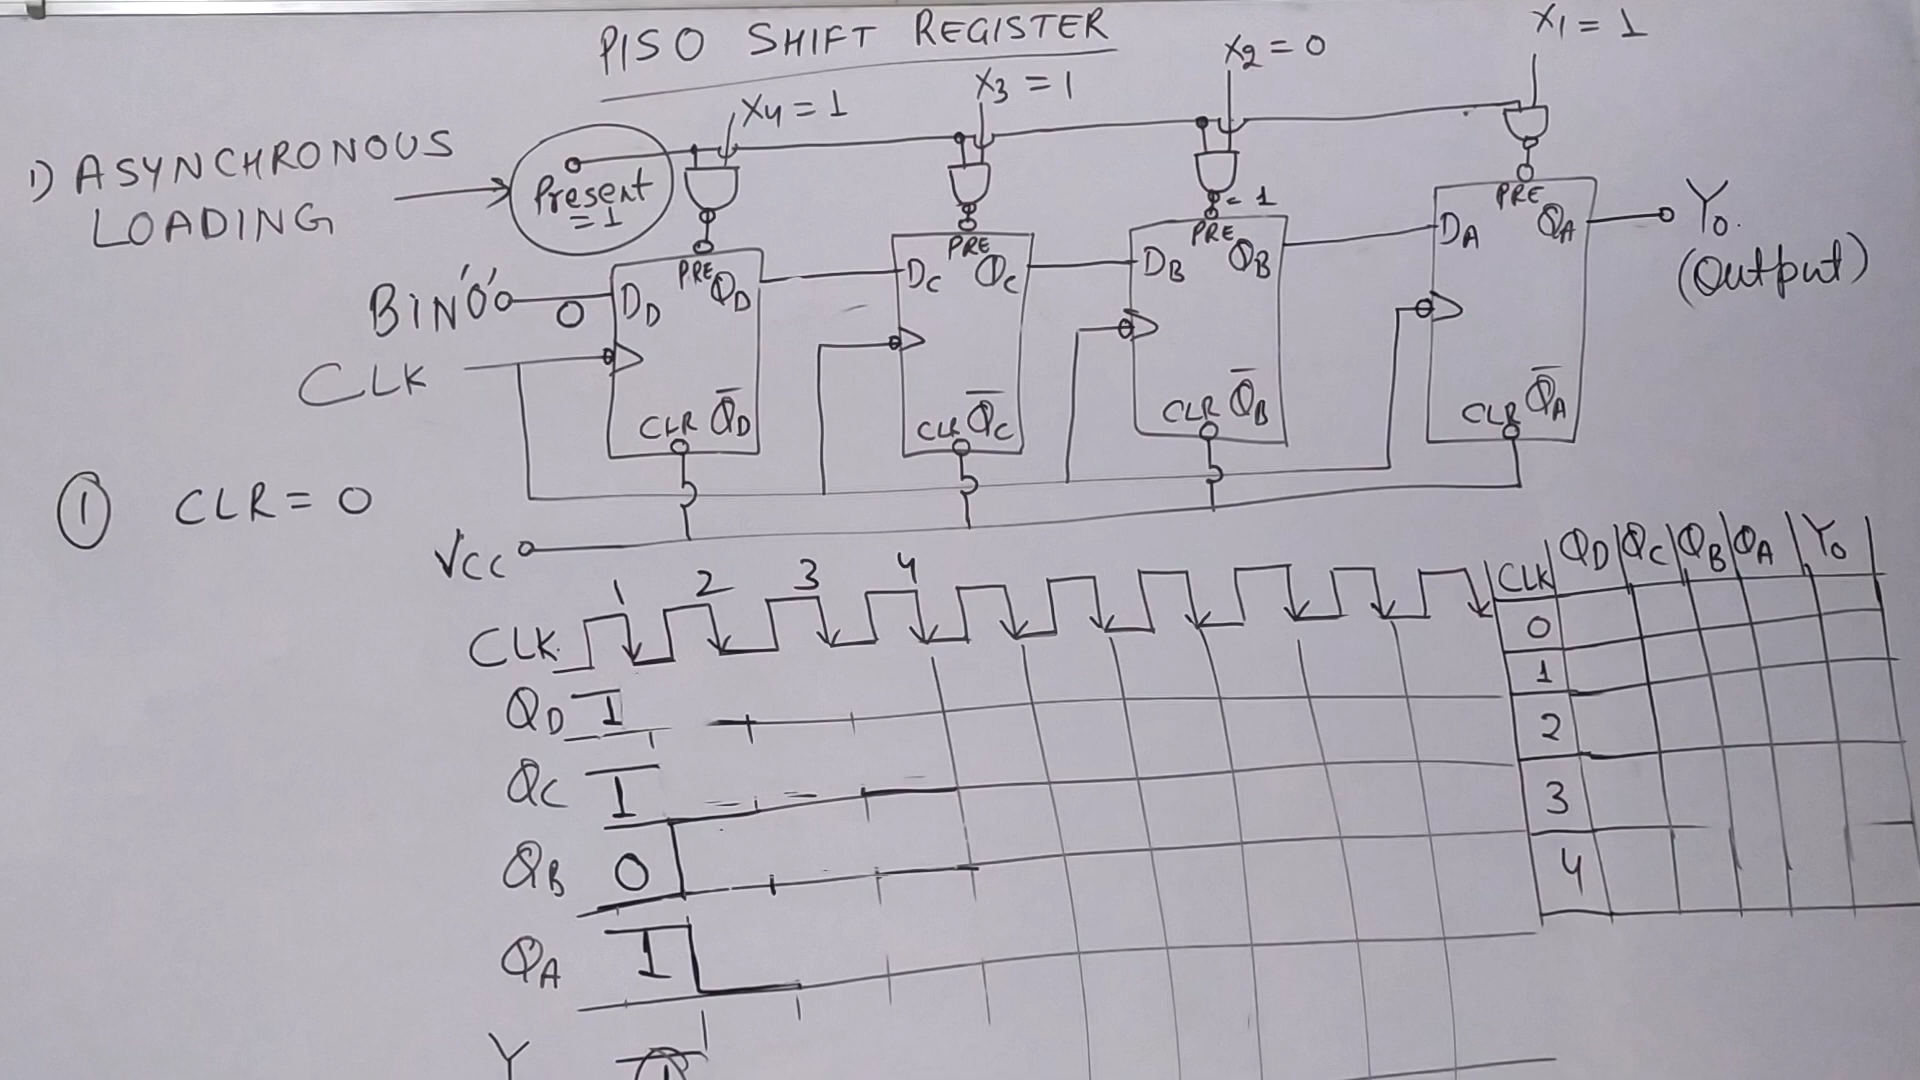 PISO SHIFT REGISTER
X4 = 1
X3 = 1
X2 = 0
X1 = 1
1) ASYNCHRONOUS
LOADING
Present
= 1
= 1
BIN '0'
0
CLK
PRE
DD
QD
CLR
Q̅D
PRE
DC
QC
CLR
Q̅C
PRE
DB
QB
CLR
Q̅B
PRE
DA
QA
CLR
Q̅A
Y0.
(Output)
① CLR = 0
VCC
1 2 3 4
CLK
QD 1
QC 1
QB 0
QA 1
Y 1
CLK QD QC QB QA Y0
0
1
2
3
4